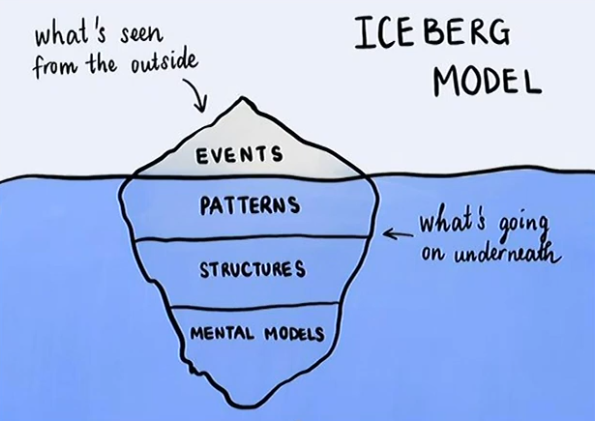 what's seen
from the outside
ICEBERG
MODEL
EVENTS
PATTERNS
what's going
on underneath
STRUCTURES
MENTAL MODELS